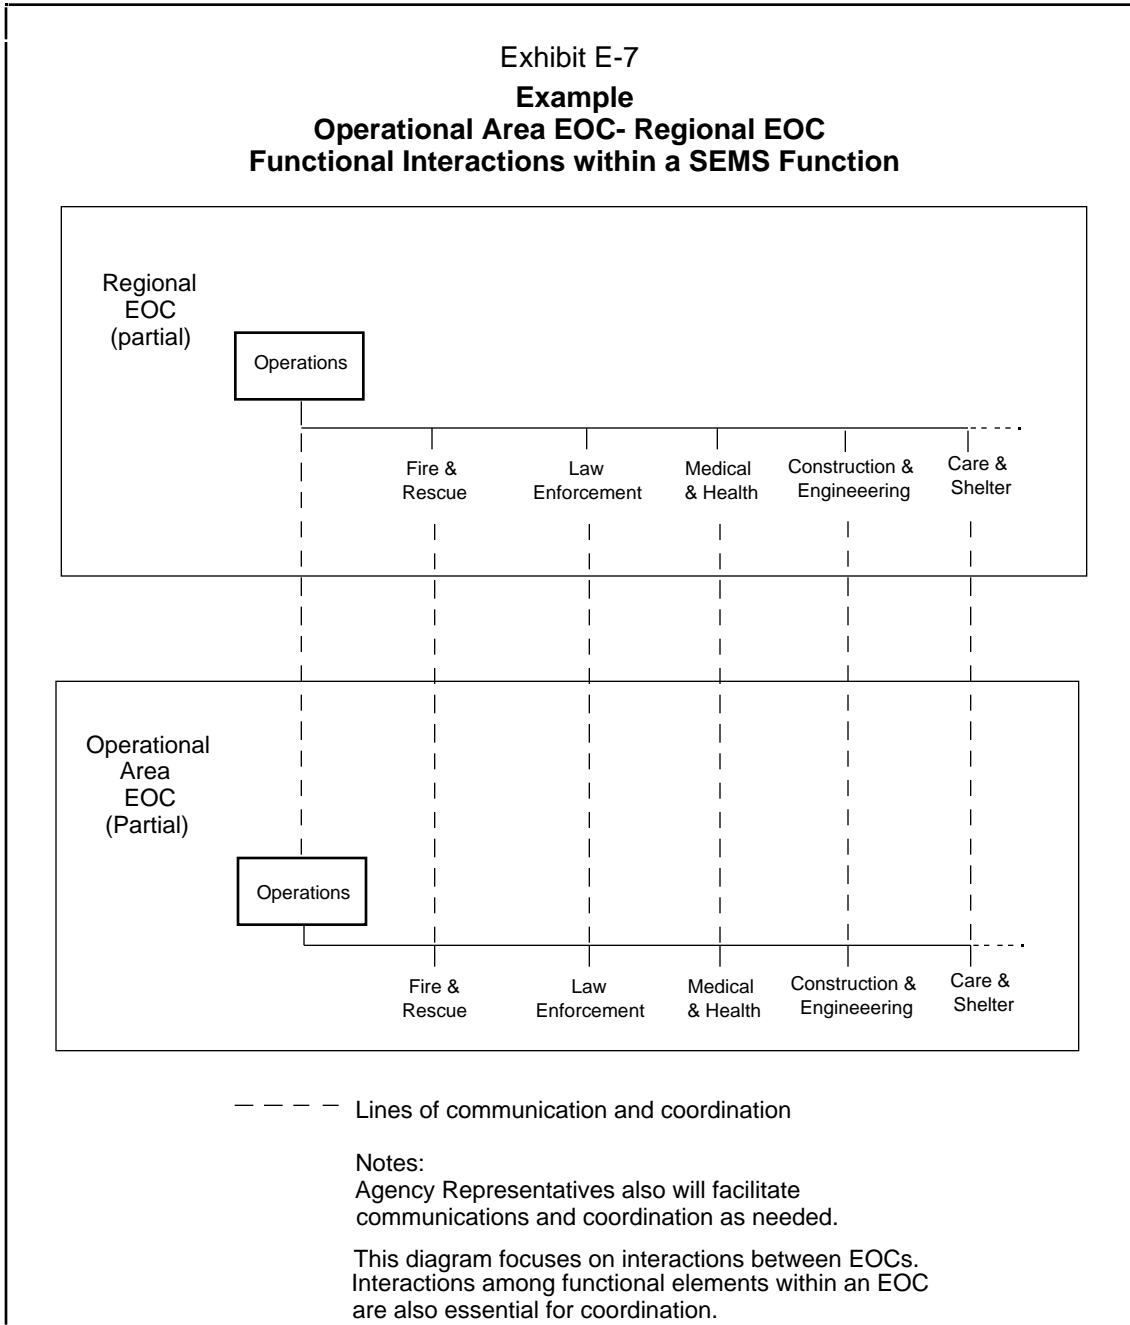 Exhibit E-7
Example
Operational Area EOC- Regional EOC
Functional Interactions within a SEMS Function
Regional
EOC
(partial)
Operations
Fire &
Rescue
Law
Enforcement
Medical
& Health
Construction &
Engineeering
Care &
Shelter
Operational
Area
EOC
(Partial)
Operations
Fire &
Rescue
Law
Enforcement
Medical
& Health
Construction &
Engineeering
Care &
Shelter
Lines of communication and coordination
Notes:
Agency Representatives also will facilitate
communications and coordination as needed.
This diagram focuses on interactions between EOCs.
Interactions among functional elements within an EOC
are also essential for coordination.